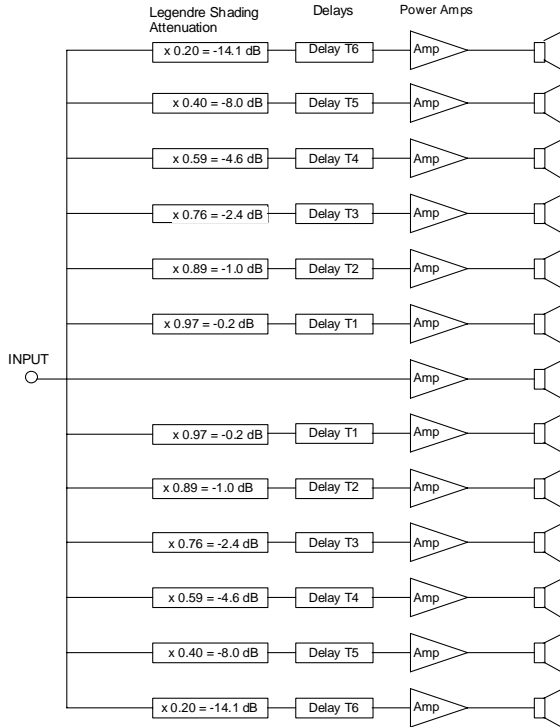 Legendre Shading Delays Power Amps
Attenuation
x 0.20 = -14.1 dB Delay T6 Amp
x 0.40 = -8.0 dB Delay T5 Amp
x 0.59 = -4.6 dB Delay T4 Amp
x 0.76 = -2.4 dB Delay T3 Amp
x 0.89 = -1.0 dB Delay T2 Amp
x 0.97 = -0.2 dB Delay T1 Amp
INPUT
Amp
x 0.97 = -0.2 dB Delay T1 Amp
x 0.89 = -1.0 dB Delay T2 Amp
x 0.76 = -2.4 dB Delay T3 Amp
x 0.59 = -4.6 dB Delay T4 Amp
x 0.40 = -8.0 dB Delay T5 Amp
x 0.20 = -14.1 dB Delay T6 Amp